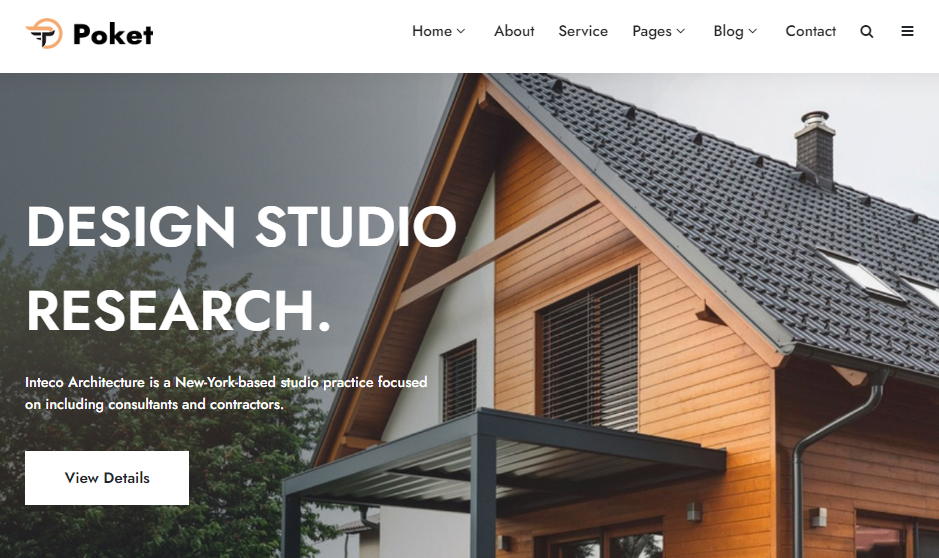 Poket
Home About Service Pages Blog Contact
DESIGN STUDIO
RESEARCH.
Inteco Architecture is a New-York-based studio practice focused
on including consultants and contractors.
View Details